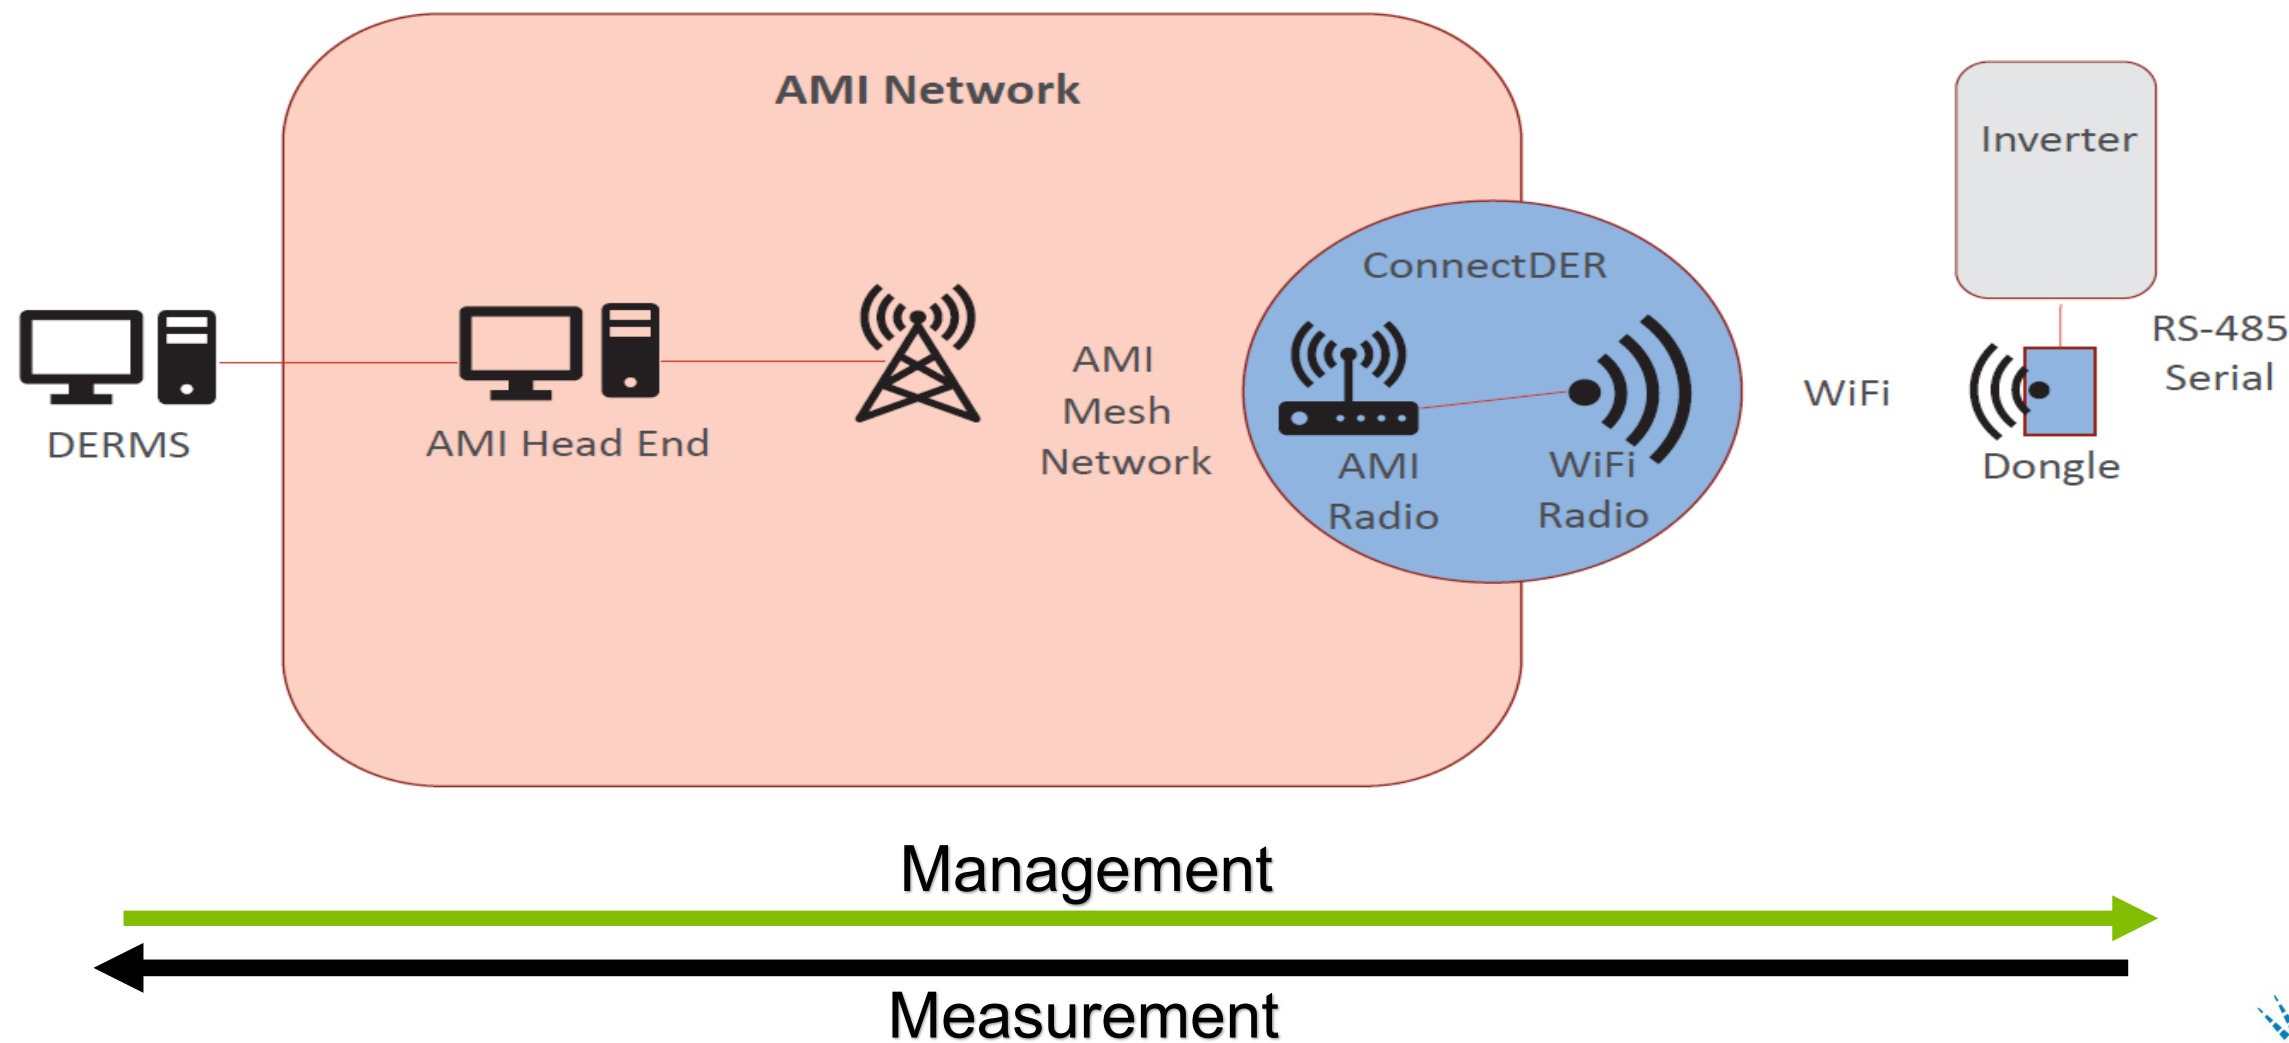 AMI Network
Inverter
ConnectDER
RS-485
Serial
AMI
Mesh
Network
WiFi
DERMS
AMI Head End
AMI
Radio
WiFi
Radio
Dongle
Management
Measurement